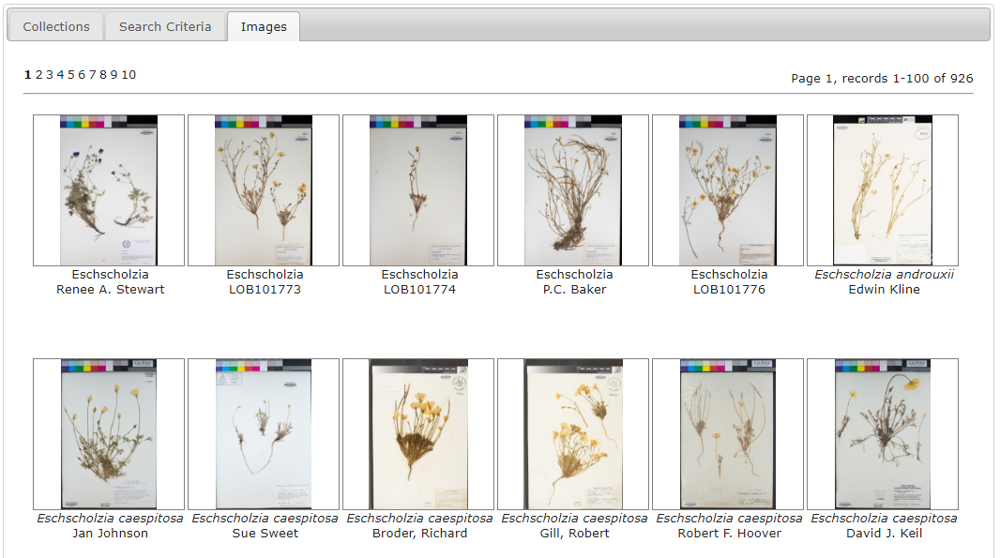 Collections Search Criteria Images
1 2 3 4 5 6 7 8 9 10
Page 1, records 1-100 of 926
Eschscholzia Eschscholzia Eschscholzia Eschscholzia Eschscholzia Eschscholzia androuxii
Renee A. Stewart LOB101773 LOB101774 P.C. Baker LOB101776 Edwin Kline
Eschscholzia caespitosa Eschscholzia caespitosa Eschscholzia caespitosa Eschscholzia caespitosa Eschscholzia caespitosa Eschscholzia caespitosa
Jan Johnson Sue Sweet Broder, Richard Gill, Robert Robert F. Hoover David J. Keil